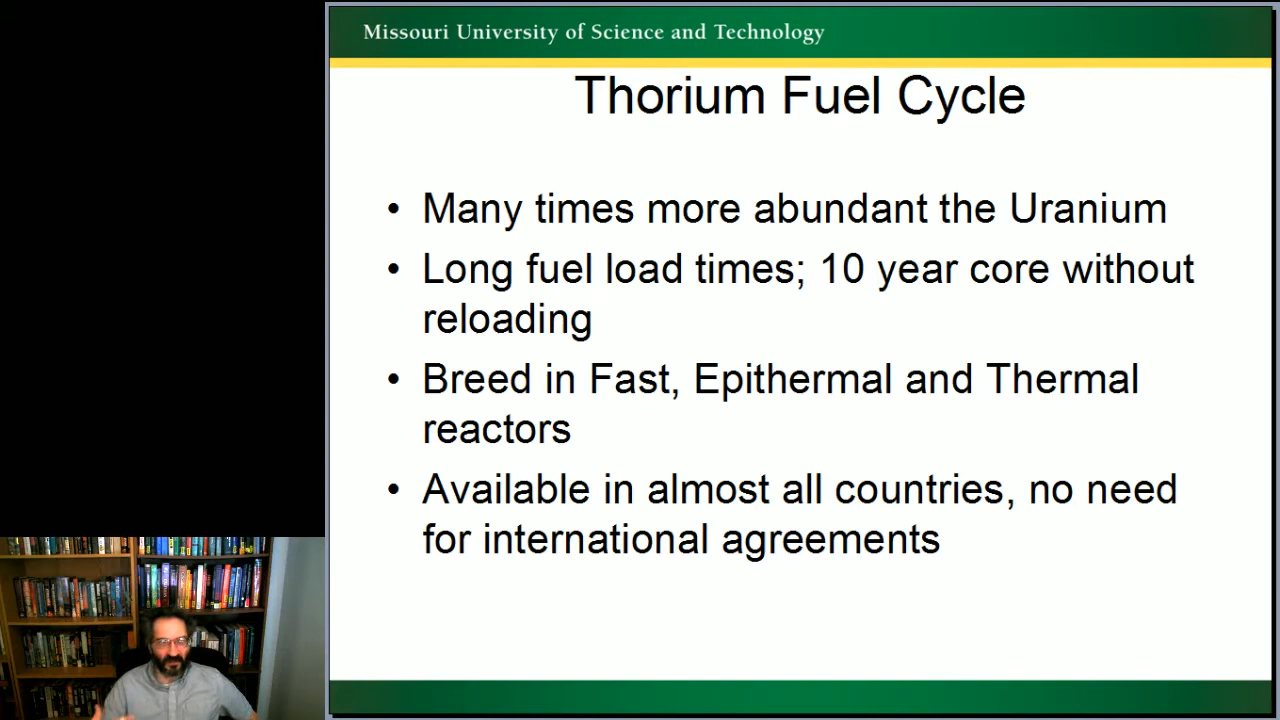 Missouri University of Science and Technology
Thorium Fuel Cycle
• Many times more abundant the Uranium
• Long fuel load times; 10 year core without
reloading
• Breed in Fast, Epithermal and Thermal
reactors
• Available in almost all countries, no need
for international agreements